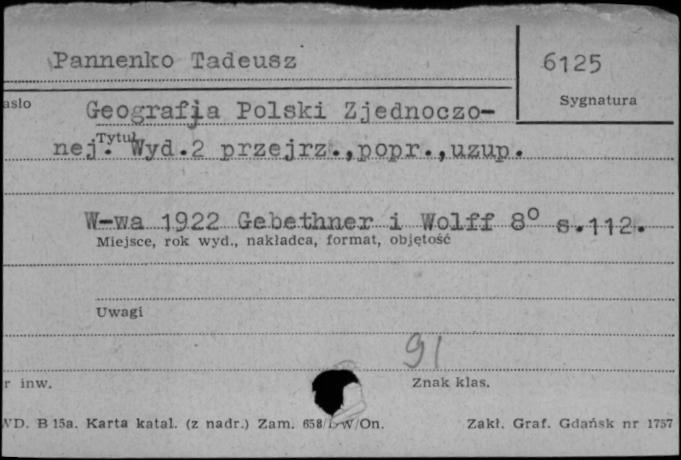 Pannenko Tadeusz
6125
Sygnatura
asło
Geografja Polski Zjednoczo-
Tytuł
nej. Wyd.2 przejrz.,popr.,uzup.
W-wa 1922 Gebethner i Wolff 8° s.112.
Miejsce, rok wyd., nakładca, format, objętość
Uwagi
91
r inw.
Znak klas.
WD. B 15a. Karta katal. (z nadr.) Zam. 658/ W/On.
Zakł. Graf. Gdańsk nr 1757